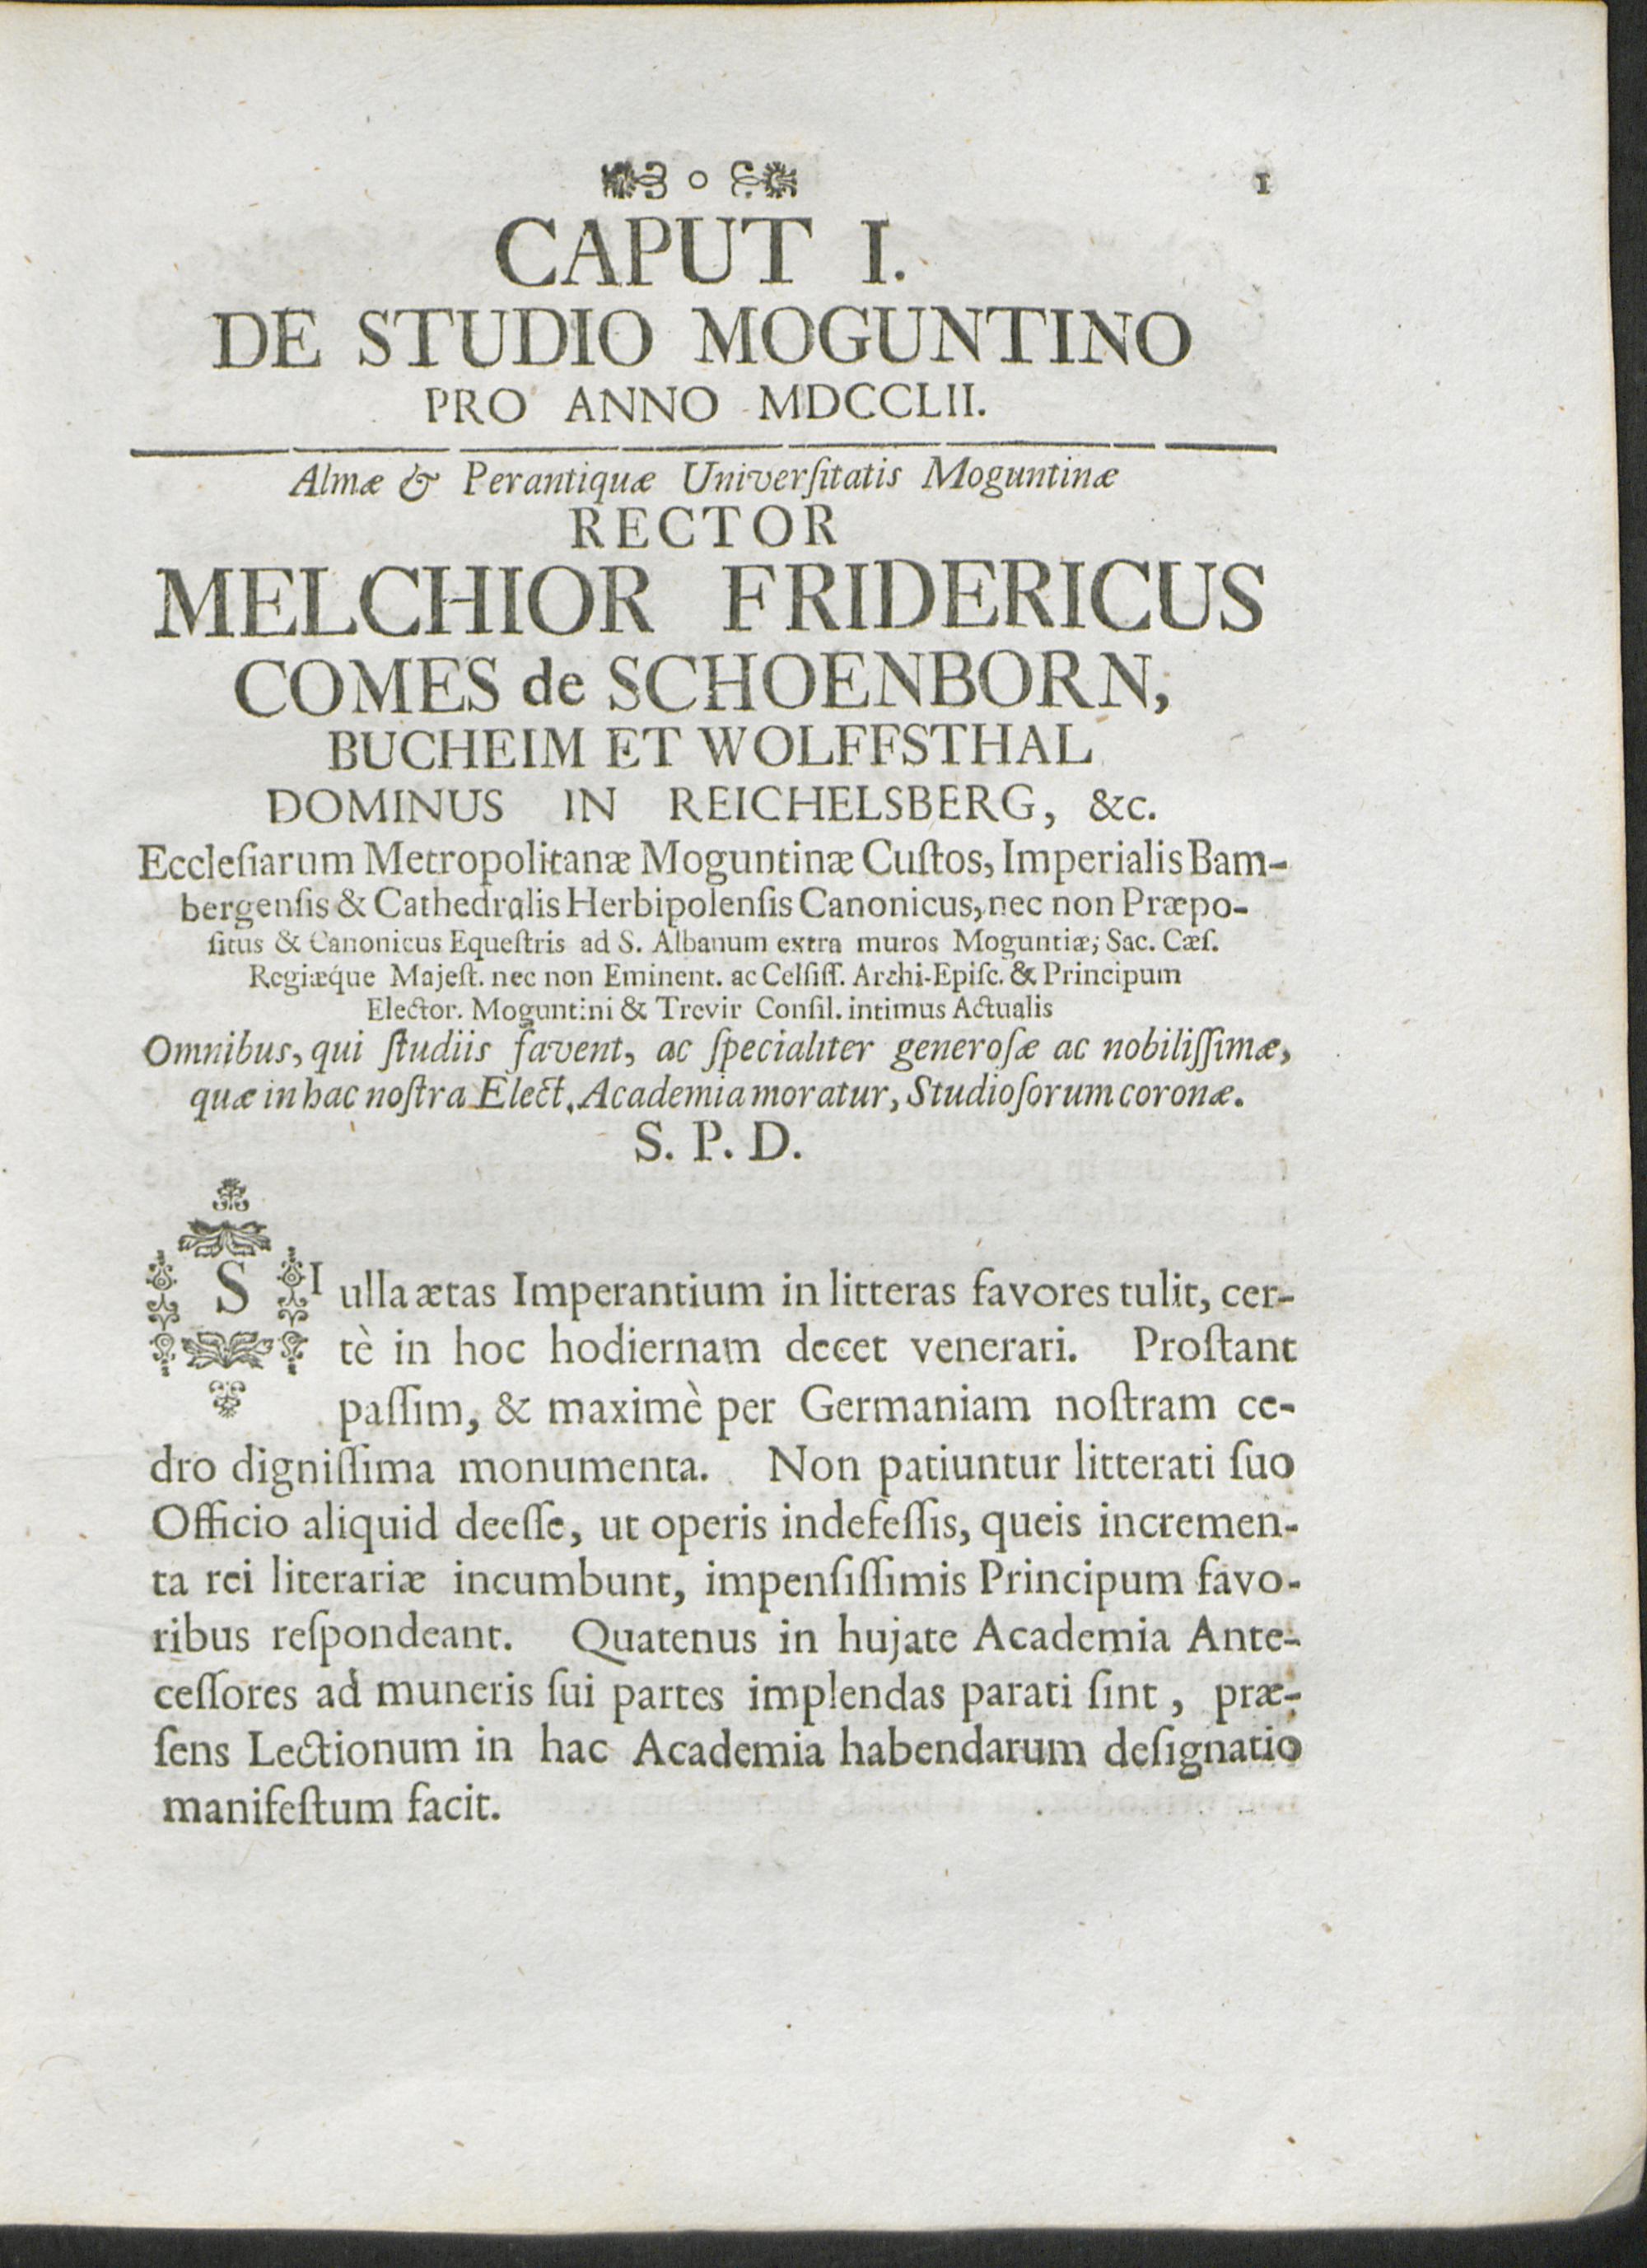 1
CAPUT I.
DE STUDIO MOGUNTINO
PRO ANNO MDCCLII.
Almæ & Perantiquæ Univerſitatis Moguntinæ
RECTOR
MELCHIOR FRIDERICUS
COMES de SCHOENBORN,
BUCHEIM ET WOLFFSTHAL
DOMINUS IN REICHELSBERG, &c.
Eccleſiarum Metropolitanæ Moguntinæ Cuſtos, Imperialis Bam-
bergenſis & Cathedralis Herbipolenſis Canonicus, nec non Præpo-
ſitus & Canonicus Equeſtris ad S. Albanum extra muros Moguntiæ; Sac. Cæſ.
Regiæq́ue Majeſt. nec non Eminent. ac Celſiſſ. Archi-Epiſc. & Principum
Elector. Moguntini & Trevir Conſil. intimus Actualis
Omnibus, qui ſtudiis favent, ac ſpecialiter generoſæ ac nobiliſſimæ,
quæ in hac noſtra Elect. Academia moratur, Studioſorum coronæ.
S. P. D.
SI ulla ætas Imperantium in litteras favores tulit, cer-
tè in hoc hodiernam decet venerari. Proſtant
paſſim, & maximè per Germaniam noſtram ce-
dro digniſſima monumenta. Non patiuntur litterati ſuo
Officio aliquid deeſſe, ut operis indefeſſis, queis incremen-
ta rei literariæ incumbunt, impenſiſſimis Principum favo-
ribus reſpondeant. Quatenus in hujate Academia Ante-
ceſſores ad muneris ſui partes implendas parati ſint, præ-
ſens Lectionum in hac Academia habendarum deſignatio
manifeſtum facit.